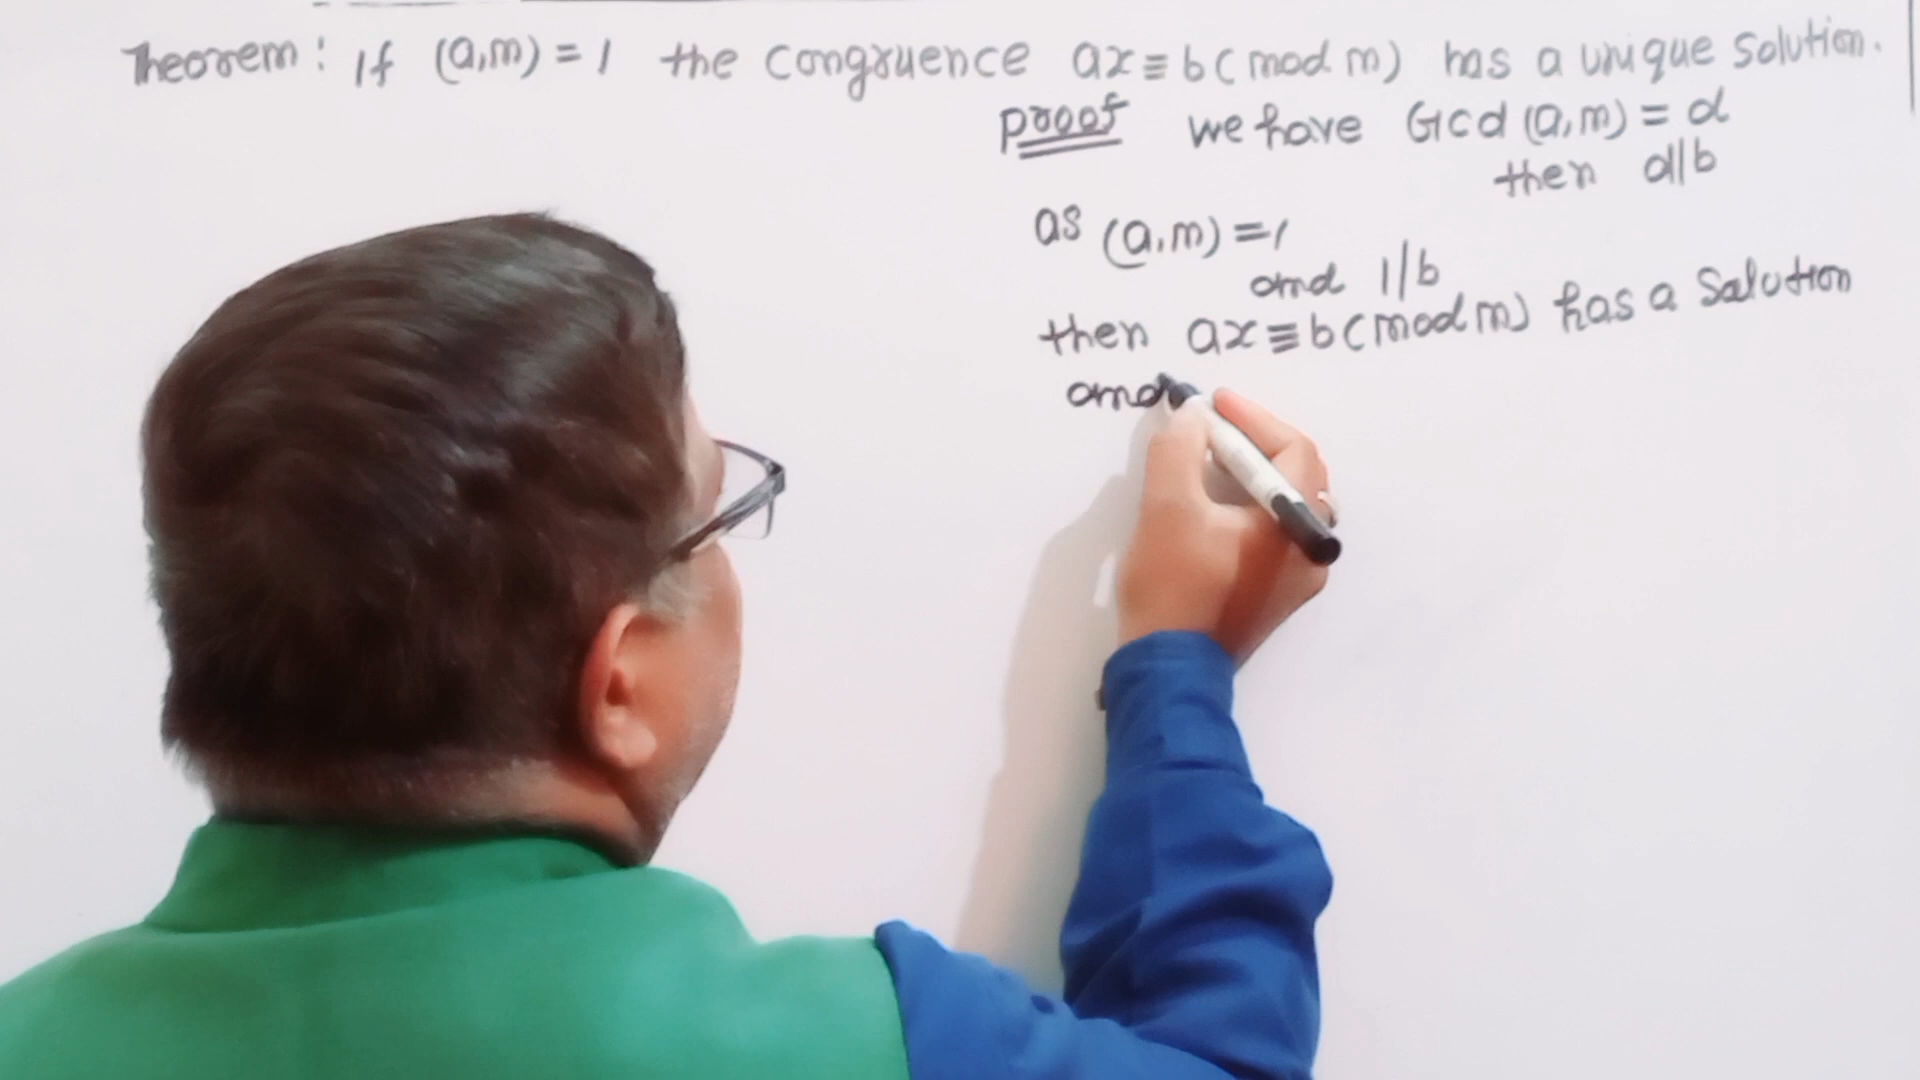 Theorem: If (a,m) = 1 the congruence ax ≡ b (mod m) has a unique solution.
proof we have Gcd (a,m) = d
then d|b
as (a,m) = 1
and 1/b
then ax ≡ b (mod m) has a Salution
and